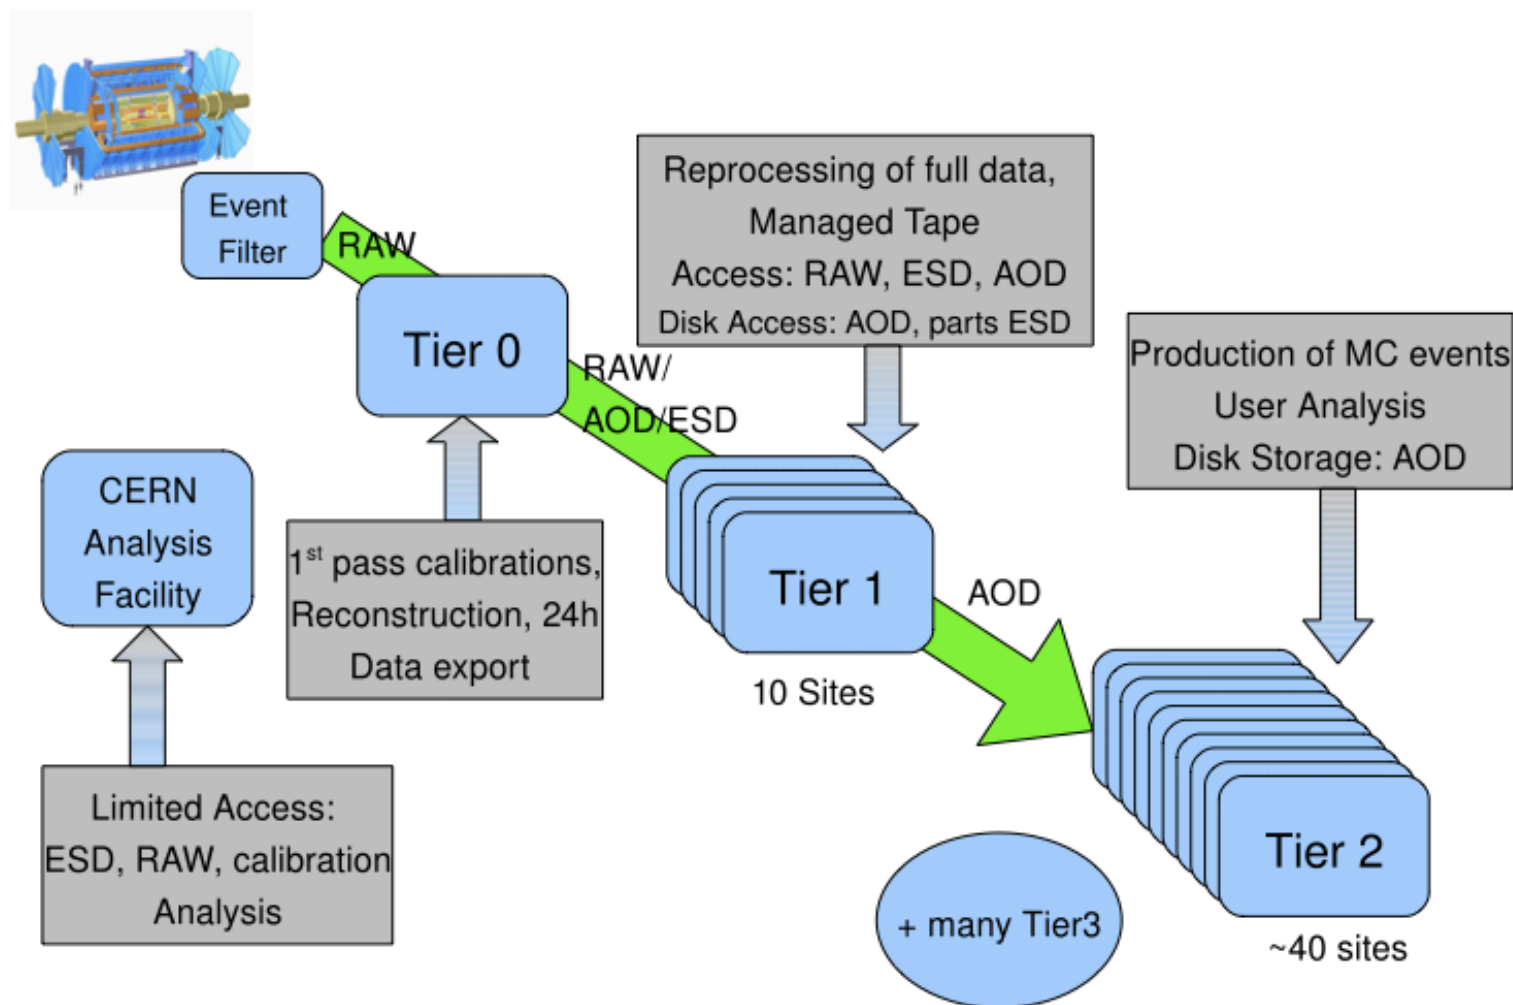 Event
Filter
RAW
Tier 0
RAW/
AOD/ESD
Reprocessing of full data,
Managed Tape
Access: RAW, ESD, AOD
Disk Access: AOD, parts ESD
Production of MC events
User Analysis
Disk Storage: AOD
CERN
Analysis
Facility
1st pass calibrations,
Reconstruction, 24h
Data export
Tier 1
10 Sites
AOD
Limited Access:
ESD, RAW, calibration
Analysis
Tier 2
~40 sites
+ many Tier3